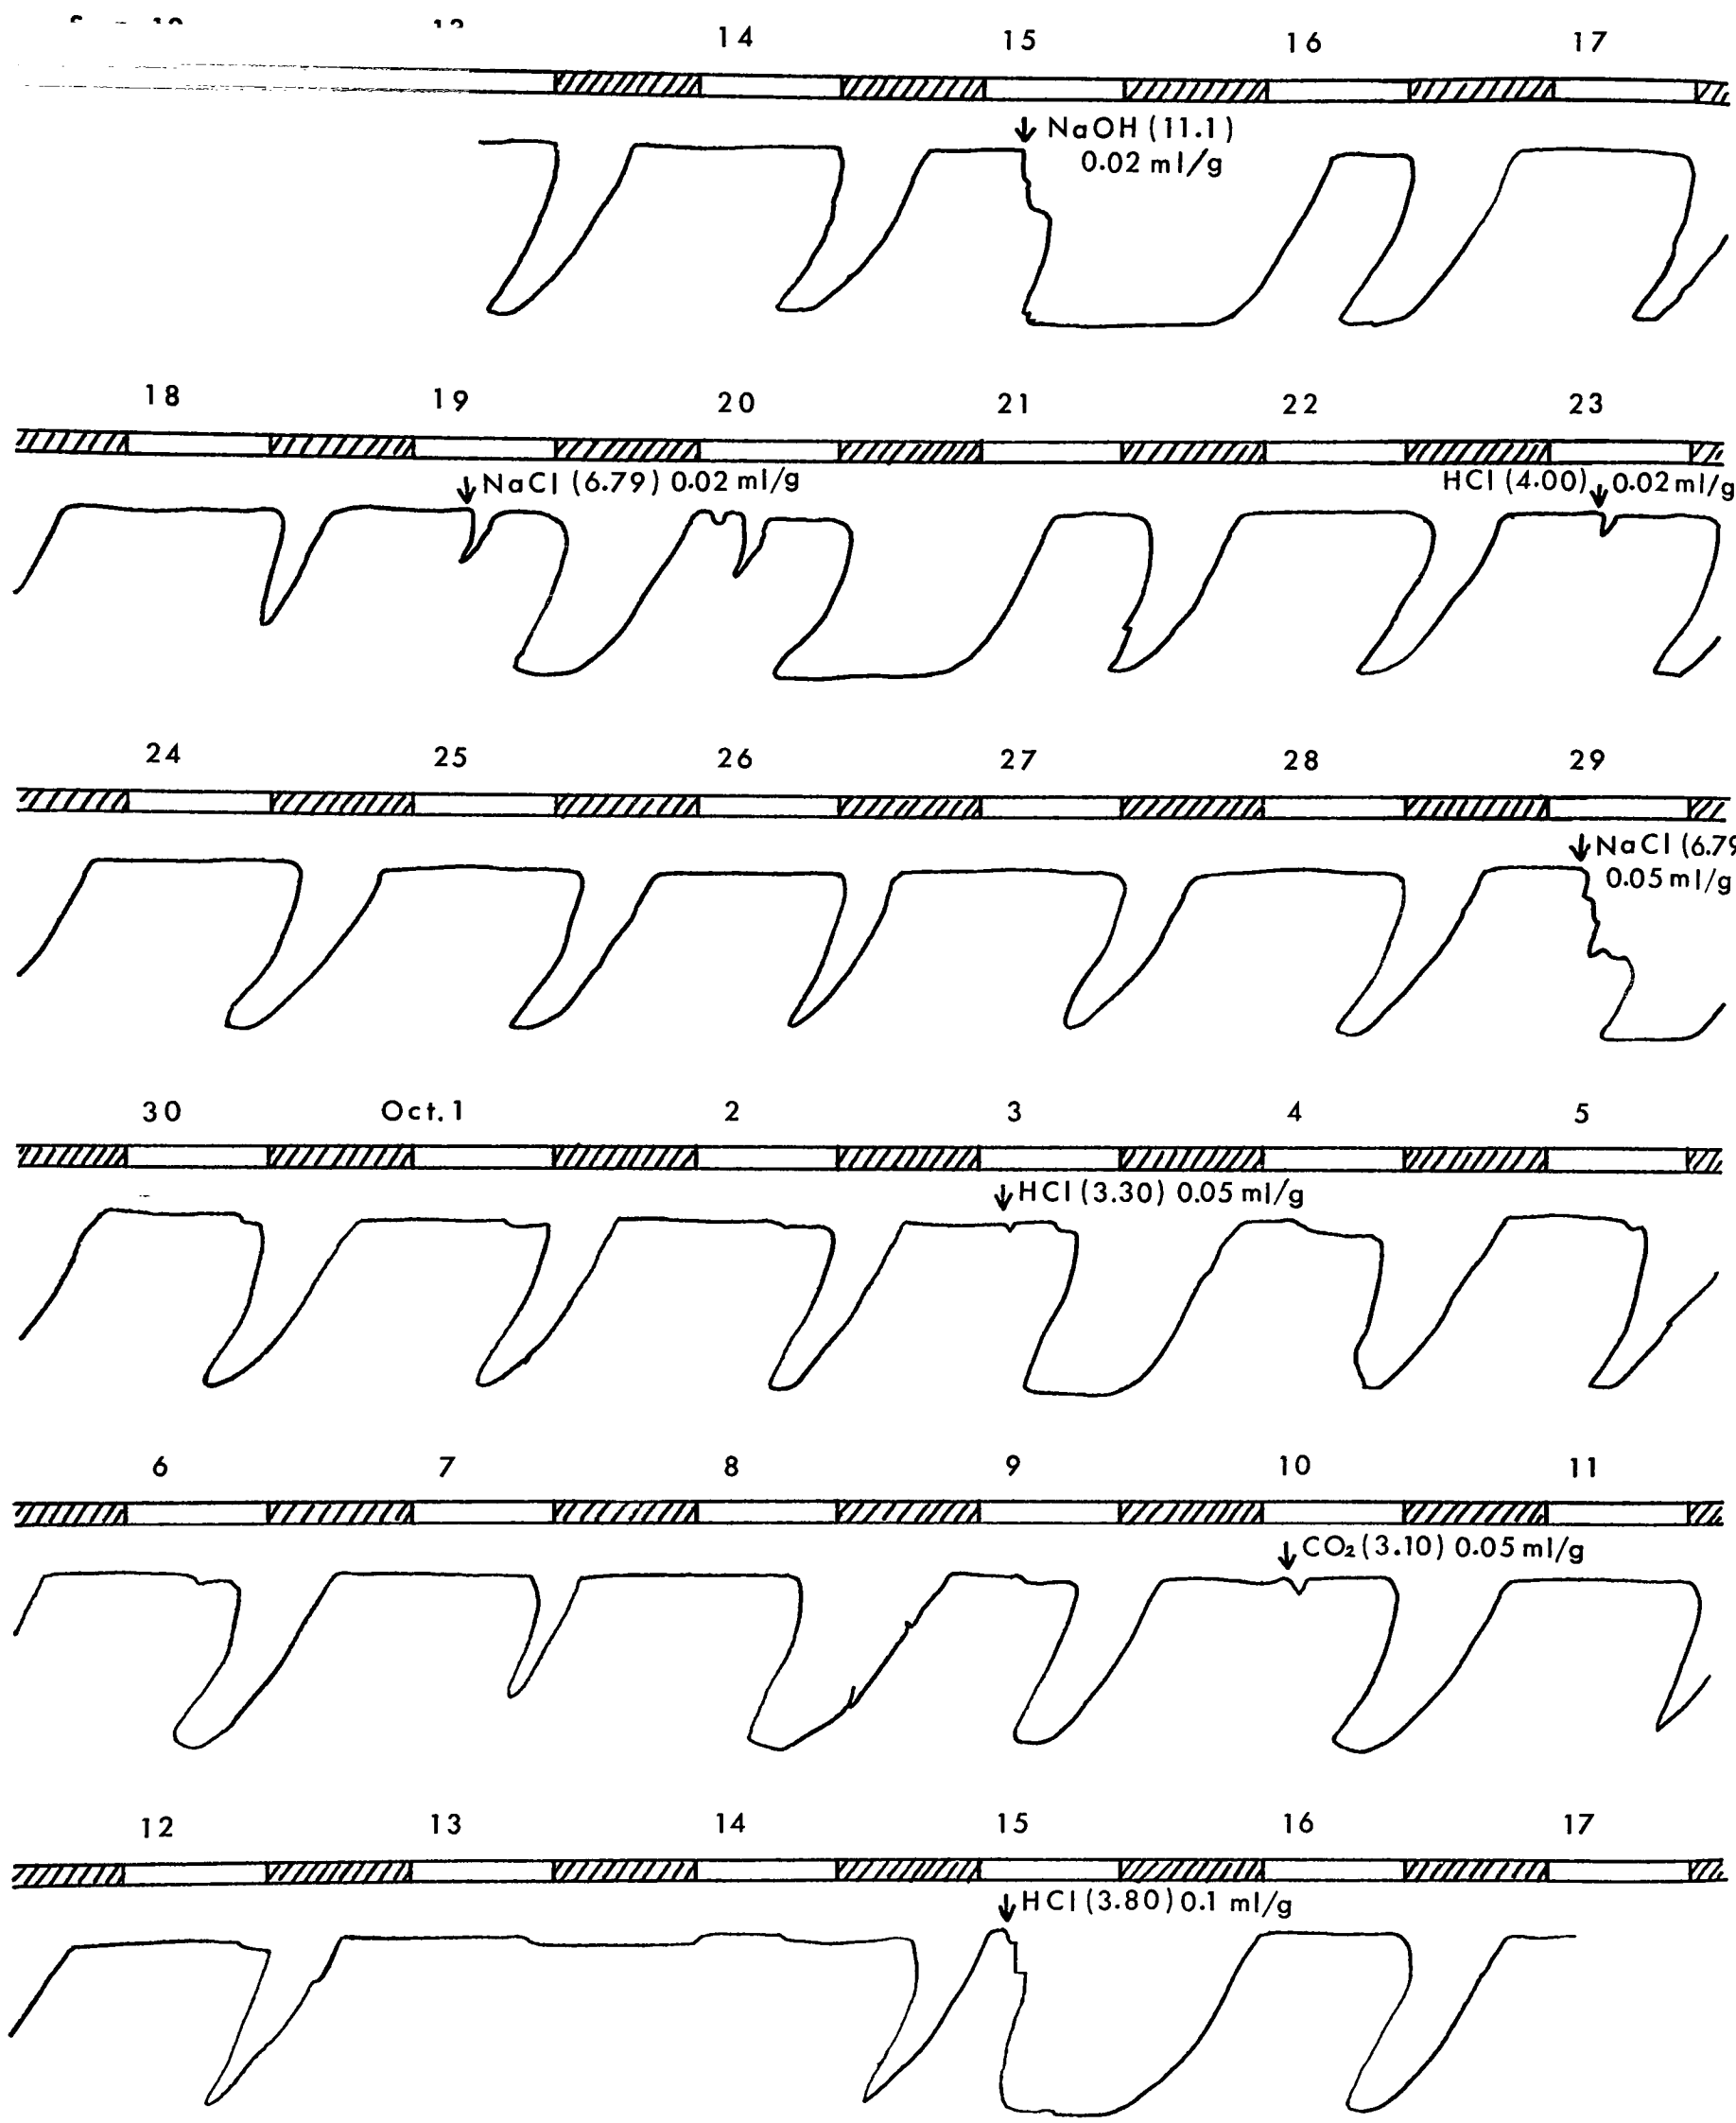 14 15 16 17
NaOH (11.1)
0.02 ml/g
18 19 20 21 22 23
NaCl (6.79) 0.02 ml/g HCl (4.00) 0.02 ml/g
24 25 26 27 28 29
NaCl (6.79
0.05 ml/g
30 Oct. 1 2 3 4 5
HCl (3.30) 0.05 ml/g
6 7 8 9 10 11
CO₂ (3.10) 0.05 ml/g
12 13 14 15 16 17
HCl (3.80) 0.1 ml/g